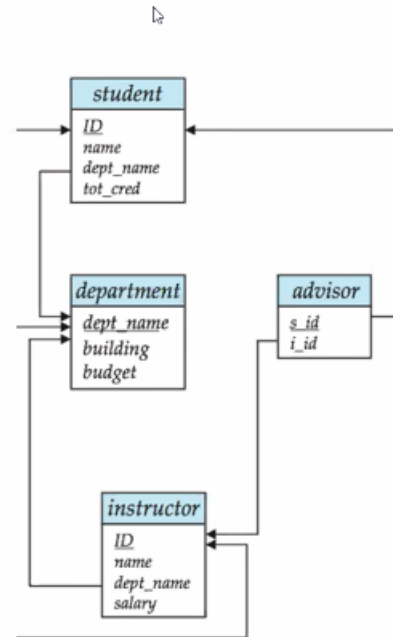 student
ID
name
dept_name
tot_cred
department
dept_name
building
budget
advisor
s_id
i_id
instructor
ID
name
dept_name
salary